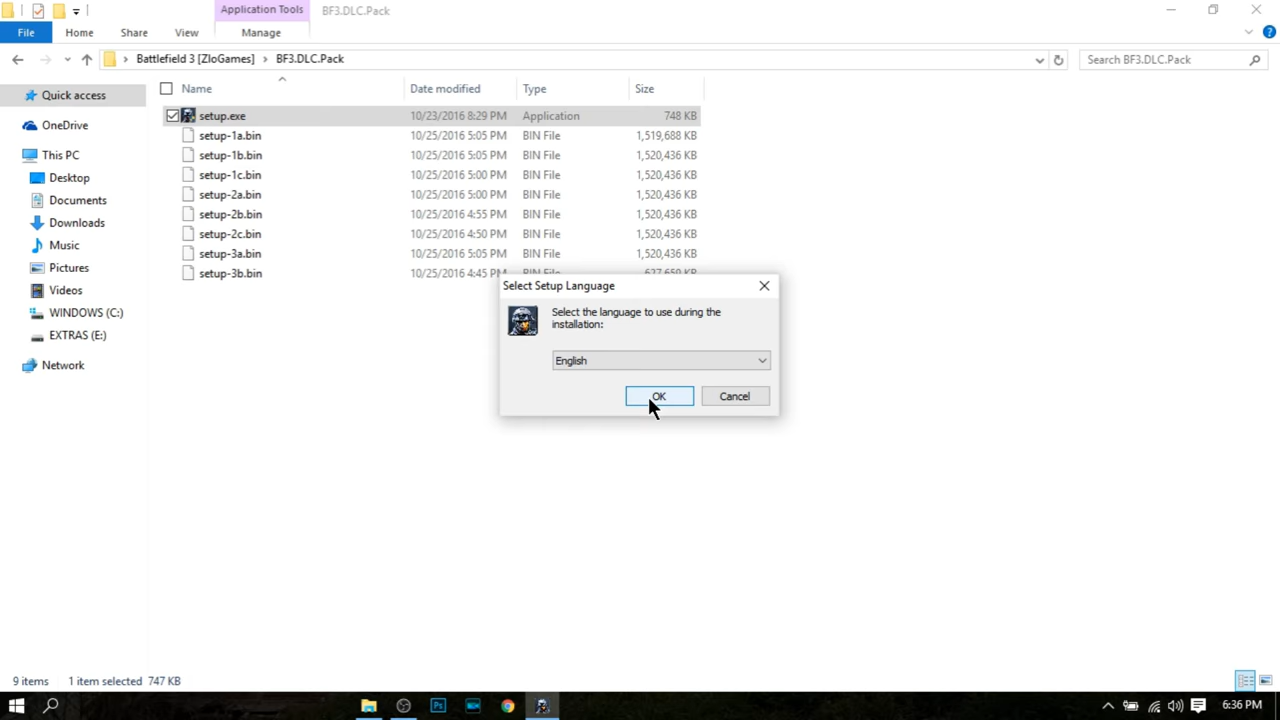 Application Tools
BF3.DLC.Pack
File
Home
Share
View
Manage
Battlefield 3 [ZloGames]
BF3.DLC.Pack
Search BF3.DLC.Pack
Name
Date modified
Type
Size
Quick access
OneDrive
This PC
Desktop
Documents
Downloads
Music
Pictures
Videos
WINDOWS (C:)
EXTRAS (E:)
Network
setup.exe 10/23/2016 8:29 PM Application 748 KB
setup-1a.bin 10/25/2016 5:05 PM BIN File 1,519,688 KB
setup-1b.bin 10/25/2016 5:05 PM BIN File 1,520,436 KB
setup-1c.bin 10/25/2016 5:00 PM BIN File 1,520,436 KB
setup-2a.bin 10/25/2016 5:00 PM BIN File 1,520,436 KB
setup-2b.bin 10/25/2016 4:55 PM BIN File 1,520,436 KB
setup-2c.bin 10/25/2016 4:50 PM BIN File 1,520,436 KB
setup-3a.bin 10/25/2016 5:05 PM BIN File 1,520,436 KB
setup-3b.bin 10/25/2016 4:45 PM BIN File 627,650 KB
Select Setup Language
Select the language to use during the
installation:
English
OK
Cancel
9 items
1 item selected 747 KB
Ps
6:36 PM